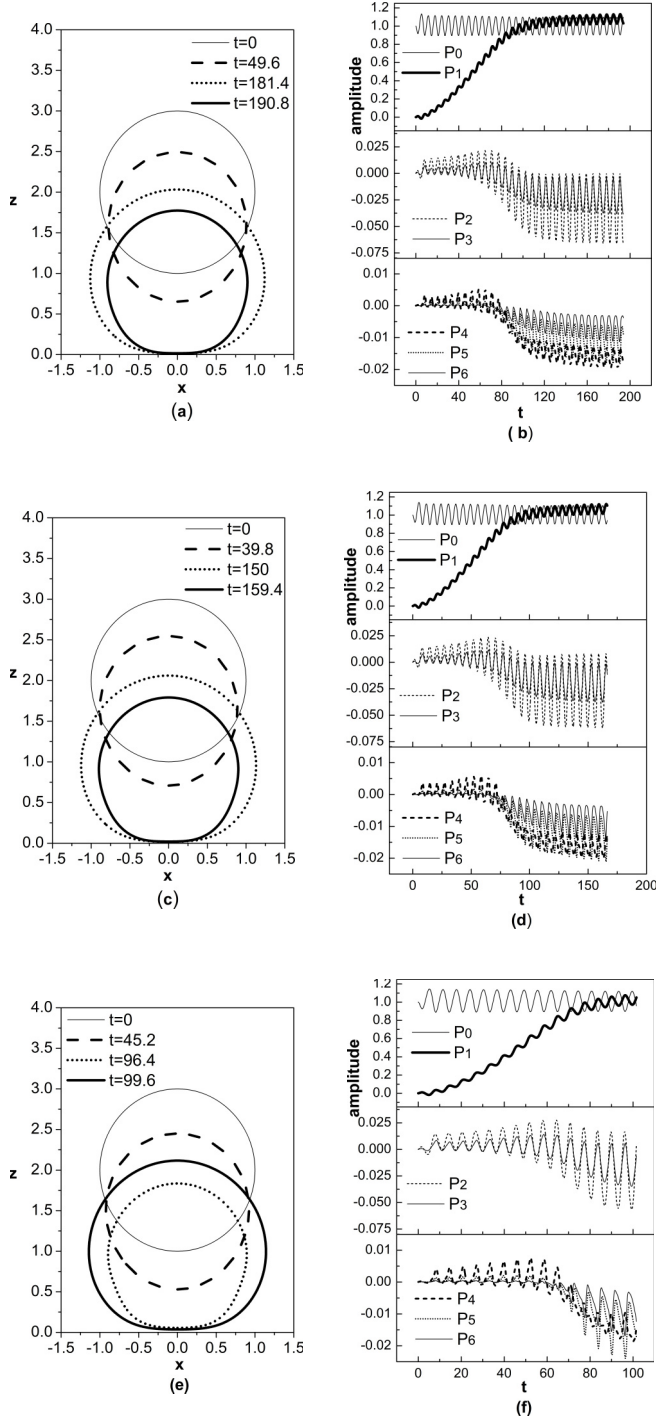 4.0
3.5
3.0
2.5
2.0
1.5
1.0
0.5
0.0
z
t=0
t=49.6
t=181.4
t=190.8
-1.5 -1.0 -0.5 0.0 0.5 1.0 1.5
x
(a)
amplitude
1.2
1.0
0.8
0.6
0.4
0.2
0.0
P0
P1
0.025
0.000
-0.025
-0.050
-0.075
P2
P3
0.01
0.00
-0.01
-0.02
P4
P5
P6
0 40 80 120 160 200
t
( b)
4.0
3.5
3.0
2.5
2.0
1.5
1.0
0.5
0.0
z
t=0
t=39.8
t=150
t=159.4
-1.5 -1.0 -0.5 0.0 0.5 1.0 1.5
x
(c)
amplitude
1.2
1.0
0.8
0.6
0.4
0.2
0.0
P0
P1
0.025
0.000
-0.025
-0.050
-0.075
P2
P3
0.01
0.00
-0.01
-0.02
P4
P5
P6
0 50 100 150 200
t
(d)
4.0
3.5
3.0
2.5
2.0
1.5
1.0
0.5
0.0
z
t=0
t=45.2
t=96.4
t=99.6
-1.5 -1.0 -0.5 0.0 0.5 1.0 1.5
x
(e)
amplitude
1.2
1.0
0.8
0.6
0.4
0.2
0.0
P0
P1
0.025
0.000
-0.025
-0.050
-0.075
P2
P3
0.01
0.00
-0.01
-0.02
P4
P5
P6
0 20 40 60 80 100
t
(f)